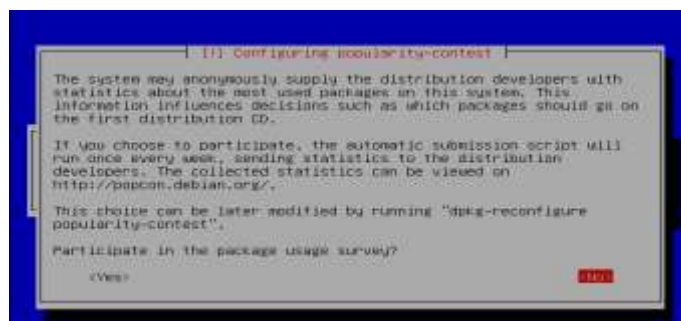 [!] Configuring popularity-contest
The system may anonymously supply the distribution developers with
statistics about the most used packages on this system. This
information influences decisions such as which packages should go on
the first distribution CD.
If you choose to participate, the automatic submission script will
run once every week, sending statistics to the distribution
developers. The collected statistics can be viewed on
http://popcon.debian.org/.
This choice can be later modified by running "dpkg-reconfigure
popularity-contest".
Participate in the package usage survey?
<Yes> <No>